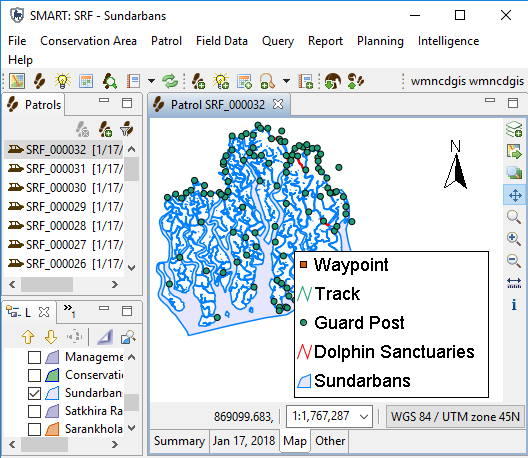 SMART: SRF - Sundarbans
File Conservation Area Patrol Field Data Query Report Planning Intelligence
Help
wmncdgis wmncdgis
Patrols
Patrol SRF_000032
SRF_000032 [1/17/
SRF_000031 [1/17/
SRF_000030 [1/17/
SRF_000029 [1/17/
SRF_000028 [1/17/
SRF_000027 [1/17/
SRF_000026 [1/17/
N
Waypoint
Track
Guard Post
Dolphin Sanctuaries
Sundarbans
L
»1
Manageme
Conservatio
Sundarbans
Satkhira Ra
Sarankhola
869099.683, 1:1,767,287 WGS 84 / UTM zone 45N
Summary Jan 17, 2018 Map Other